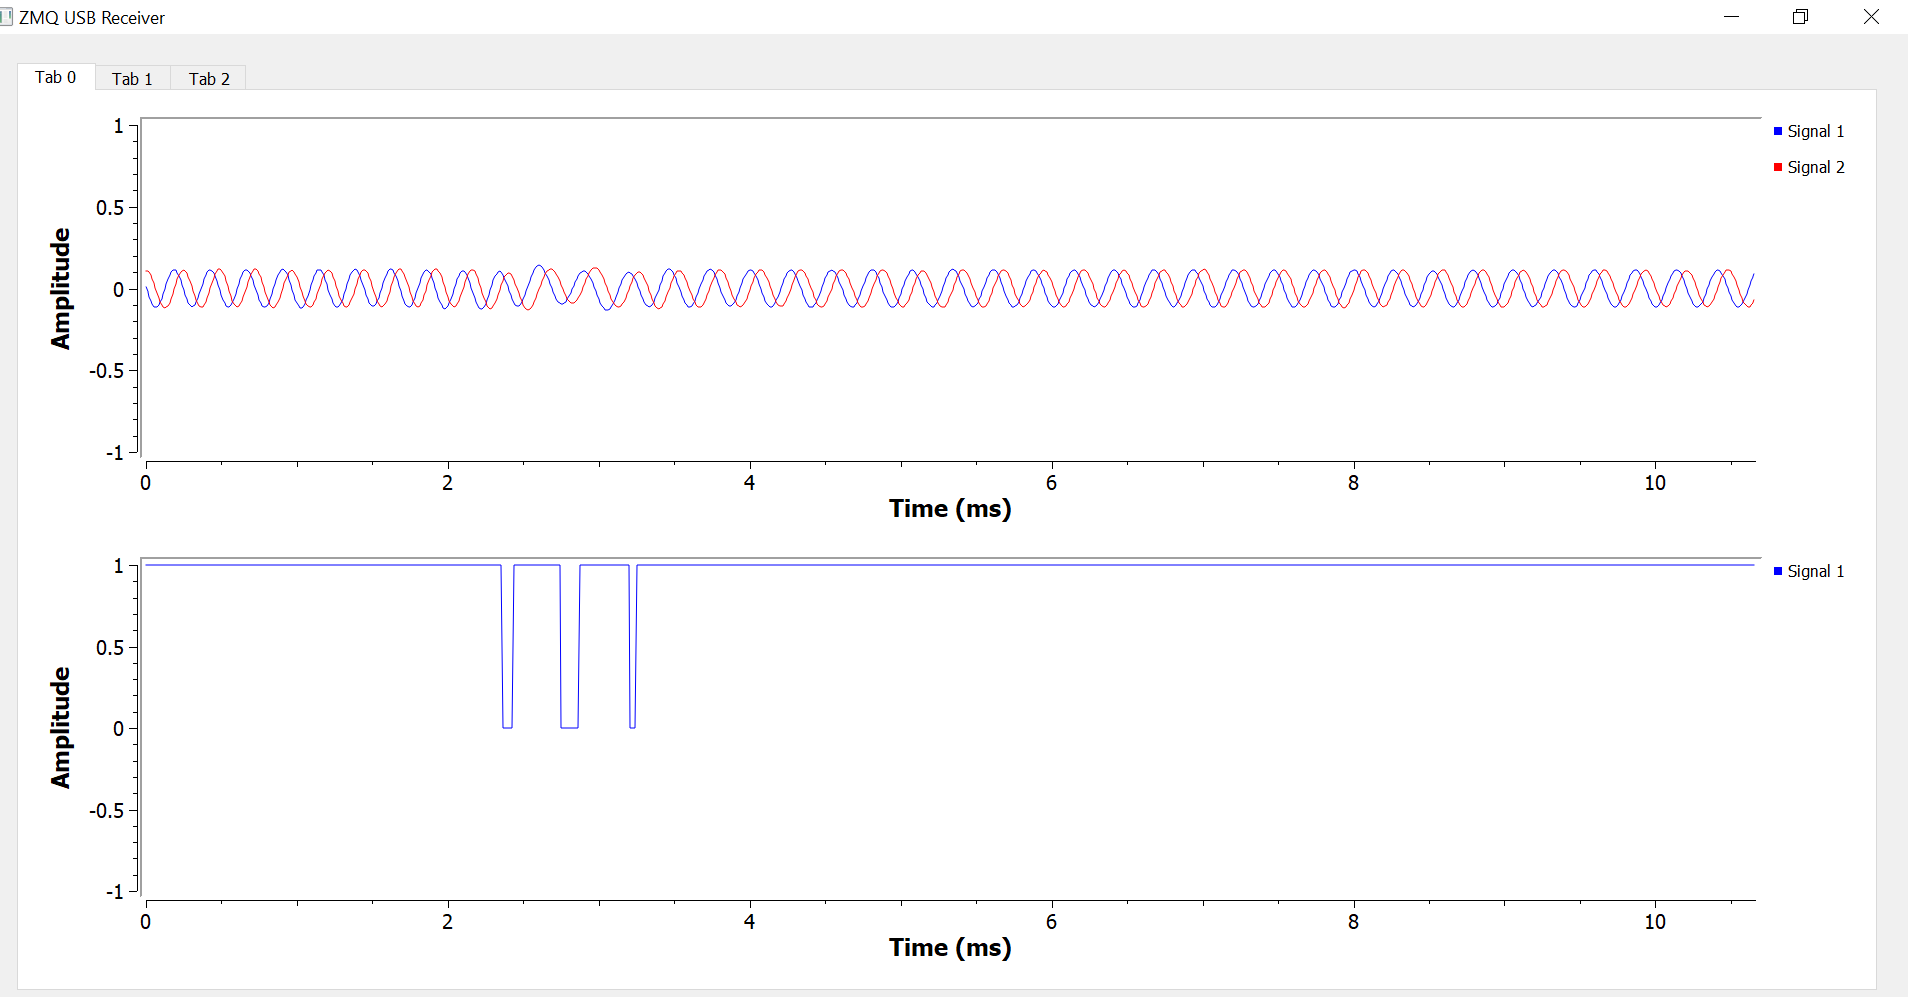 ZMQ USB Receiver
Tab 0 Tab 1 Tab 2
1
0.5
0
-0.5
-1
Amplitude
0 2 4 6 8 10
Time (ms)
Signal 1
Signal 2
1
0.5
0
-0.5
-1
Amplitude
0 2 4 6 8 10
Time (ms)
Signal 1